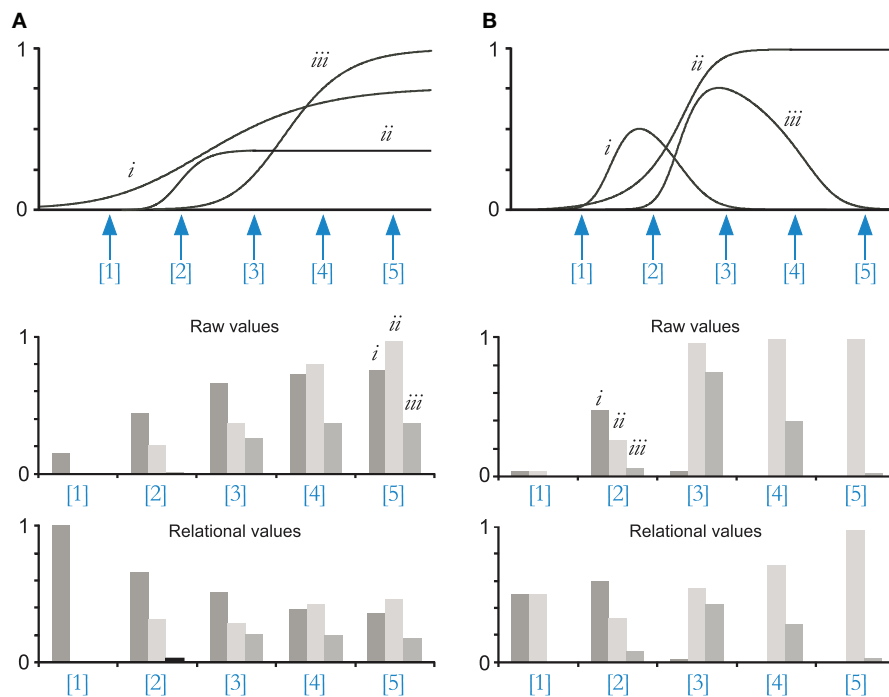 A
1
0
i
ii
iii
[1] [2] [3] [4] [5]
Raw values
1
0
i
ii
iii
[1] [2] [3] [4] [5]
Relational values
1
0
[1] [2] [3] [4] [5]
B
1
0
i
ii
iii
[1] [2] [3] [4] [5]
Raw values
1
0
i
ii
iii
[1] [2] [3] [4] [5]
Relational values
1
0
[1] [2] [3] [4] [5]